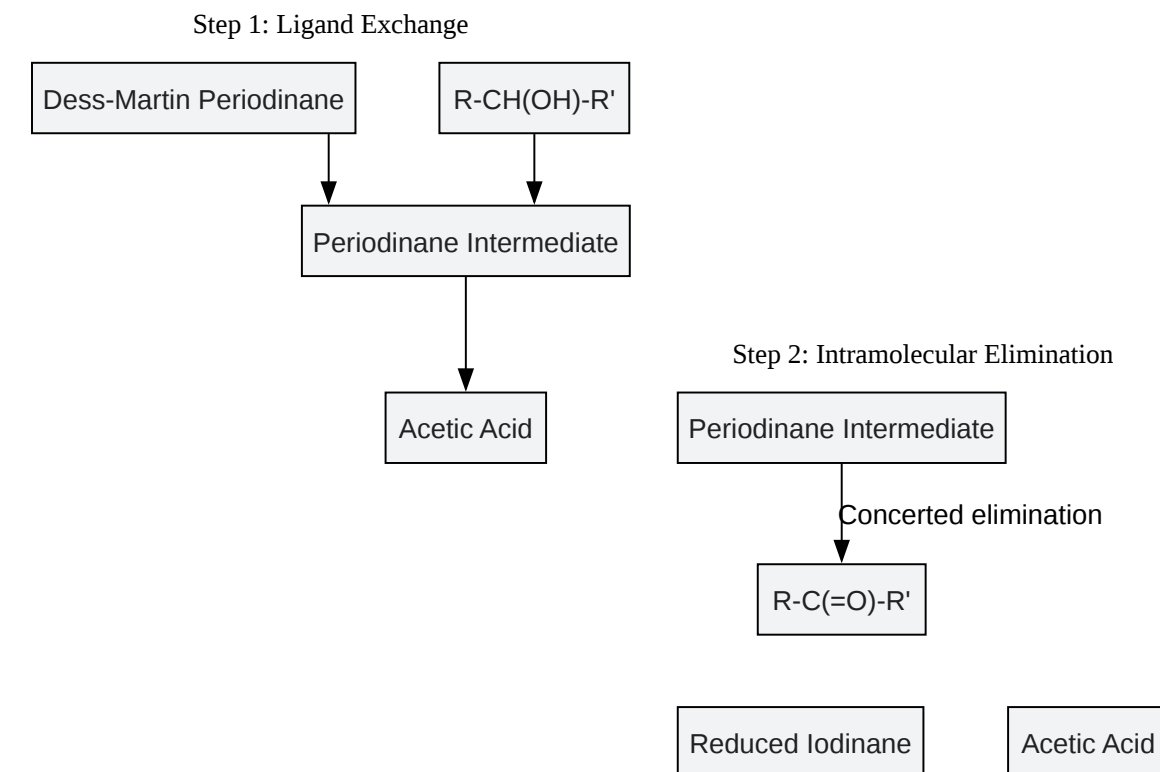 Step 1: Ligand Exchange
Dess-Martin Periodinane
R-CH(OH)-R'
Periodinane Intermediate
Acetic Acid
Step 2: Intramolecular Elimination
Periodinane Intermediate
Concerted elimination
R-C(=O)-R'
Reduced Iodinane
Acetic Acid